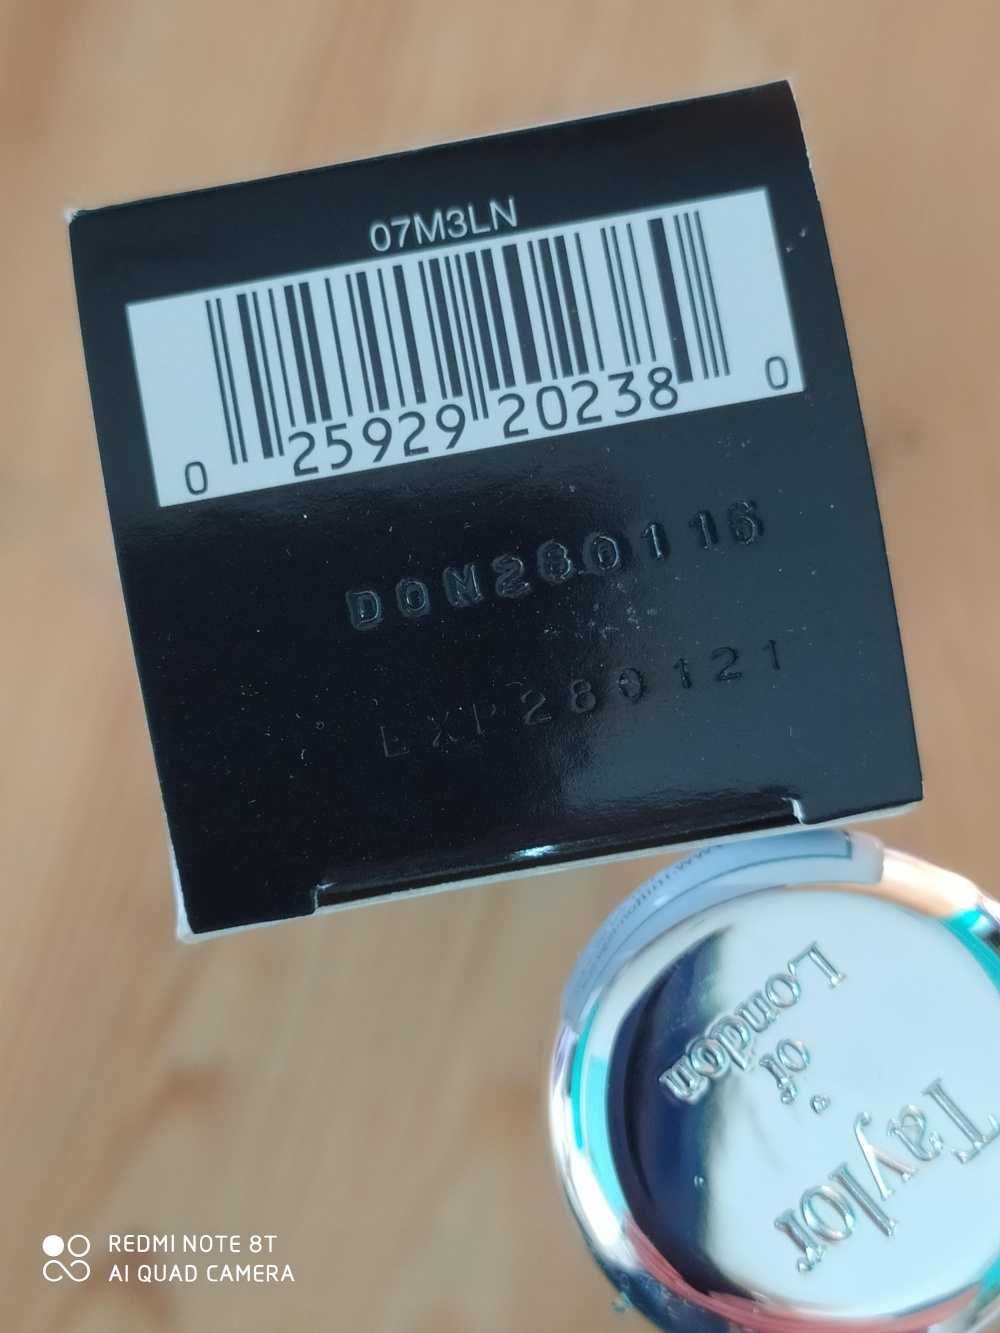 07M3LN
0 25929 20238 0
DOM280116
EXP280121
Taylor
of
London
REDMI NOTE 8T
AI QUAD CAMERA